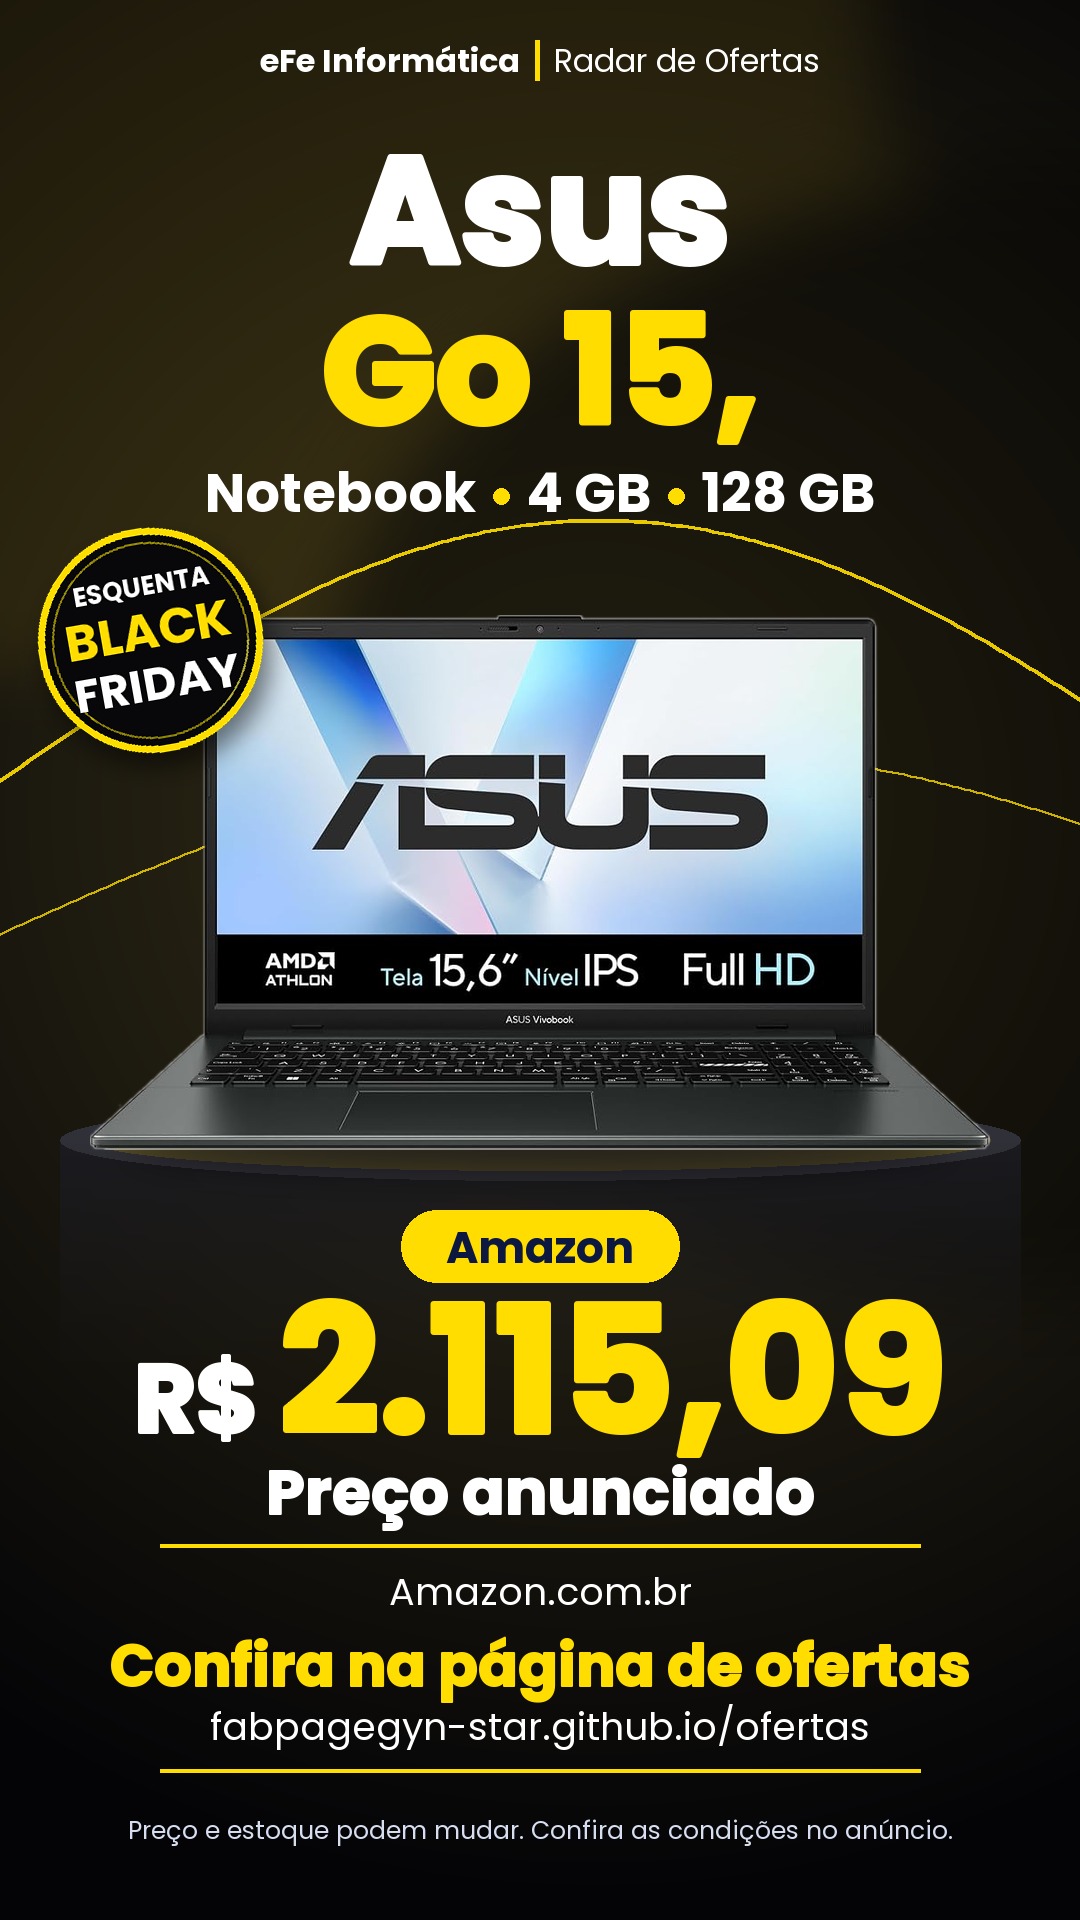 eFe Informática | Radar de Ofertas
Asus
Go 15,
Notebook • 4 GB • 128 GB
ESQUENTA
BLACK
FRIDAY
ASUS
AMD ATHLON Tela 15,6” Nível IPS Full HD
ASUS Vivobook
Amazon
R$ 2.115,09
Preço anunciado
Amazon.com.br
Confira na página de ofertas
fabpagegyn-star.github.io/ofertas
Preço e estoque podem mudar. Confira as condições no anúncio.